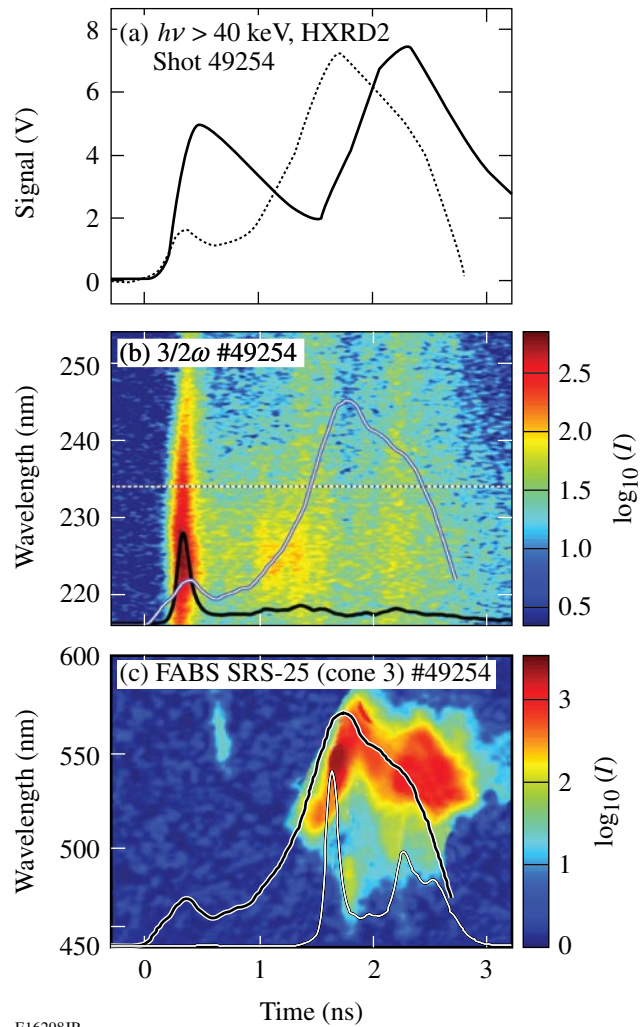 (a) hν > 40 keV, HXRD2
Shot 49254
8
6
4
2
0
Signal (V)
(b) 3/2ω #49254
250
240
230
220
Wavelength (nm)
2.5
2.0
1.5
1.0
0.5
log10 (I)
(c) FABS SRS-25 (cone 3) #49254
600
550
500
450
Wavelength (nm)
3
2
1
0
log10 (I)
0 1 2 3
Time (ns)